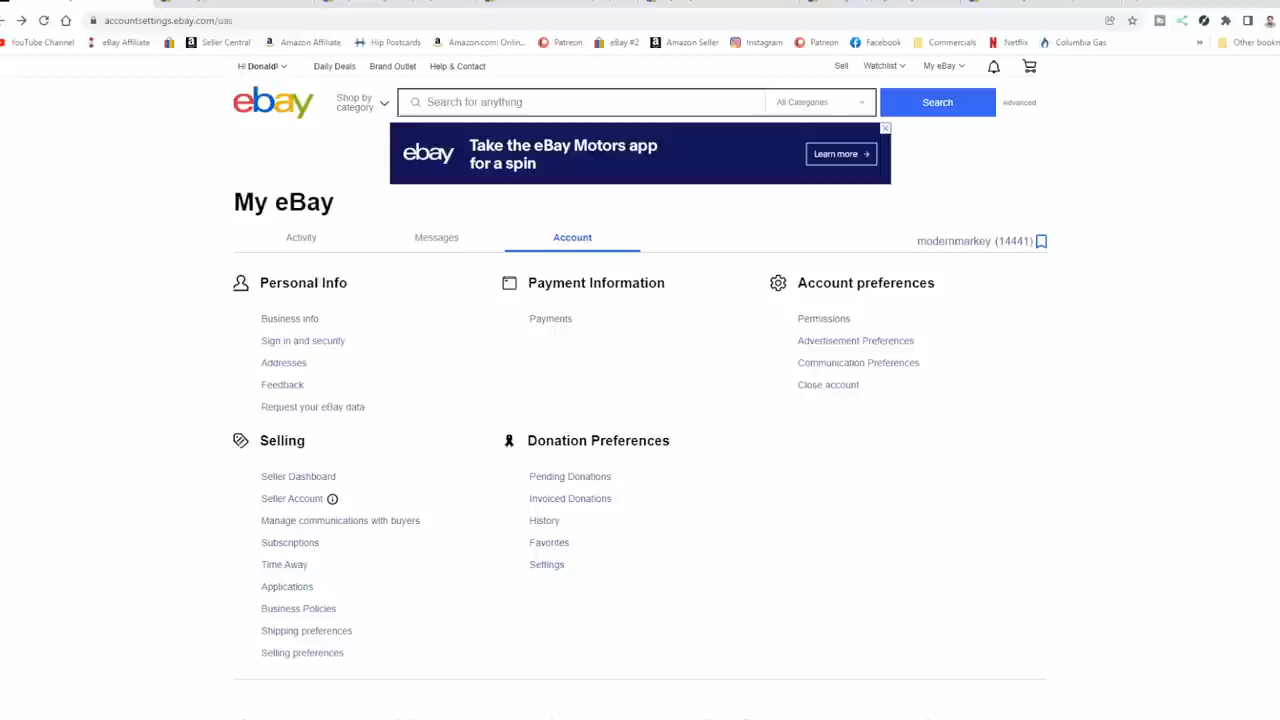 accountsettings.ebay.com/uas
YouTube Channel eBay Affiliate Seller Central Amazon Affiliate Hip Postcards Amazon.com: Onlin... Patreon eBay #2 Amazon Seller Instagram Patreon Facebook Commercials Netflix Columbia Gas » Other bookm
Hi Donald! Daily Deals Brand Outlet Help & Contact Sell Watchlist My eBay
ebay Shop by category Search for anything All Categories Search Advanced
ebay Take the eBay Motors app
for a spin
Learn more →
My eBay
Activity Messages Account modernmarkey (14441)
Personal Info Payment Information Account preferences
Business info Payments Permissions
Sign in and security Advertisement Preferences
Addresses Communication Preferences
Feedback Close account
Request your eBay data
Selling Donation Preferences
Seller Dashboard Pending Donations
Seller Account Invoiced Donations
Manage communications with buyers History
Subscriptions Favorites
Time Away Settings
Applications
Business Policies
Shipping preferences
Selling preferences